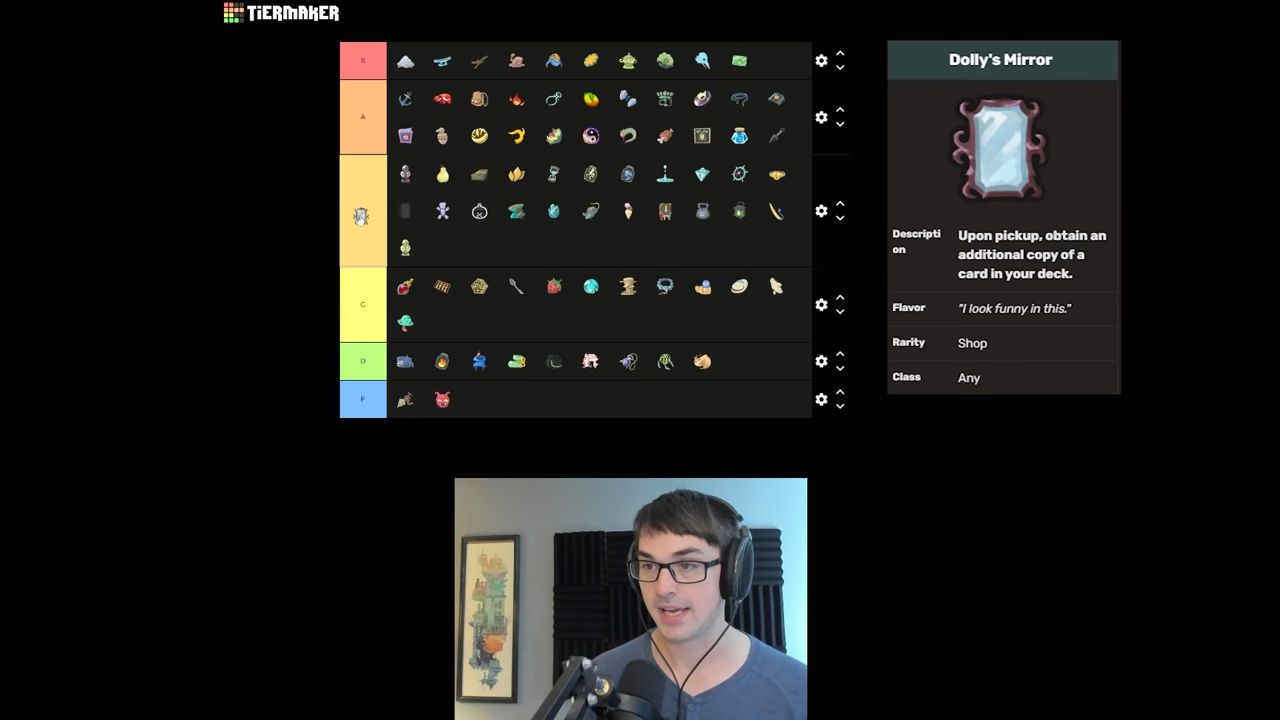 TiERMAKER
S
A
C
D
F
Dolly's Mirror
Descripti
on
Upon pickup, obtain an
additional copy of a
card in your deck.
Flavor
"I look funny in this."
Rarity
Shop
Class
Any